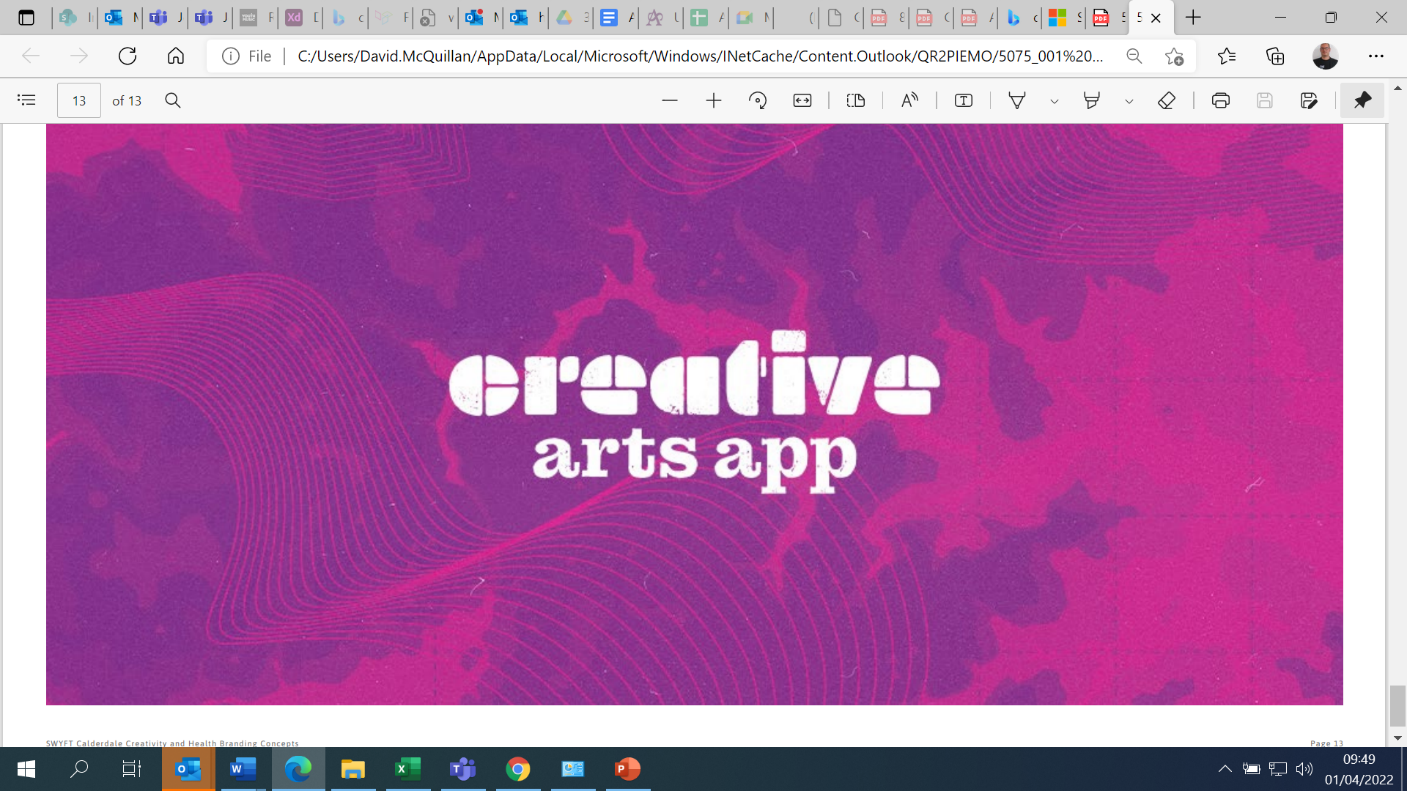 File
C:/Users/David.McQuillan/AppData/Local/Microsoft/Windows/INetCache/Content.Outlook/QR2PIEMO/5075_001%20...
13 of 13
creative
arts app
SWYFT Calderdale Creativity and Health Branding Concepts
Page 13
09:49
01/04/2022